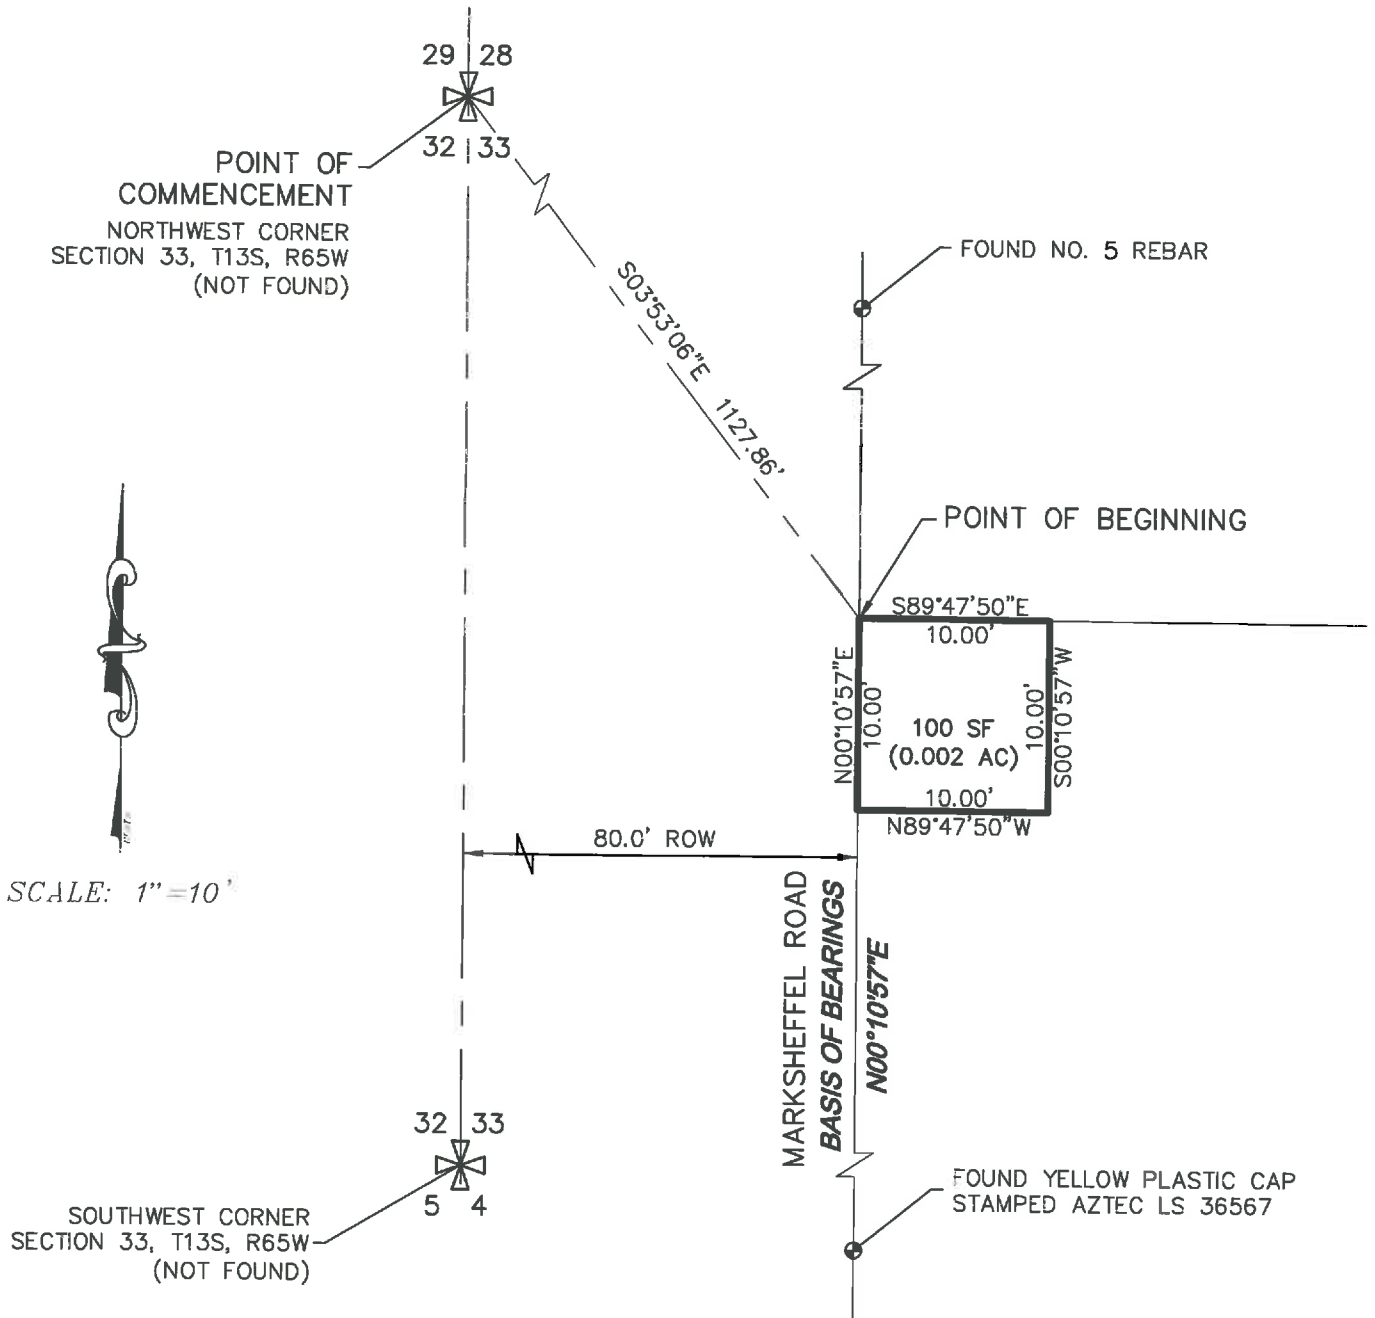 29 28
32 33
POINT OF
COMMENCEMENT
NORTHWEST CORNER
SECTION 33, T13S, R65W
(NOT FOUND)
FOUND NO. 5 REBAR
S03°53'06"E 1127.86'
POINT OF BEGINNING
S89°47'50"E
10.00'
N00°10'57"E
10.00'
100 SF
(0.002 AC)
10.00'
S00°10'57"W
10.00'
N89°47'50"W
80.0' ROW
SCALE: 1"=10'
MARKSHEFFEL ROAD
BASIS OF BEARINGS
N00°10'57"E
32 33
5 4
SOUTHWEST CORNER
SECTION 33, T13S, R65W
(NOT FOUND)
FOUND YELLOW PLASTIC CAP
STAMPED AZTEC LS 36567